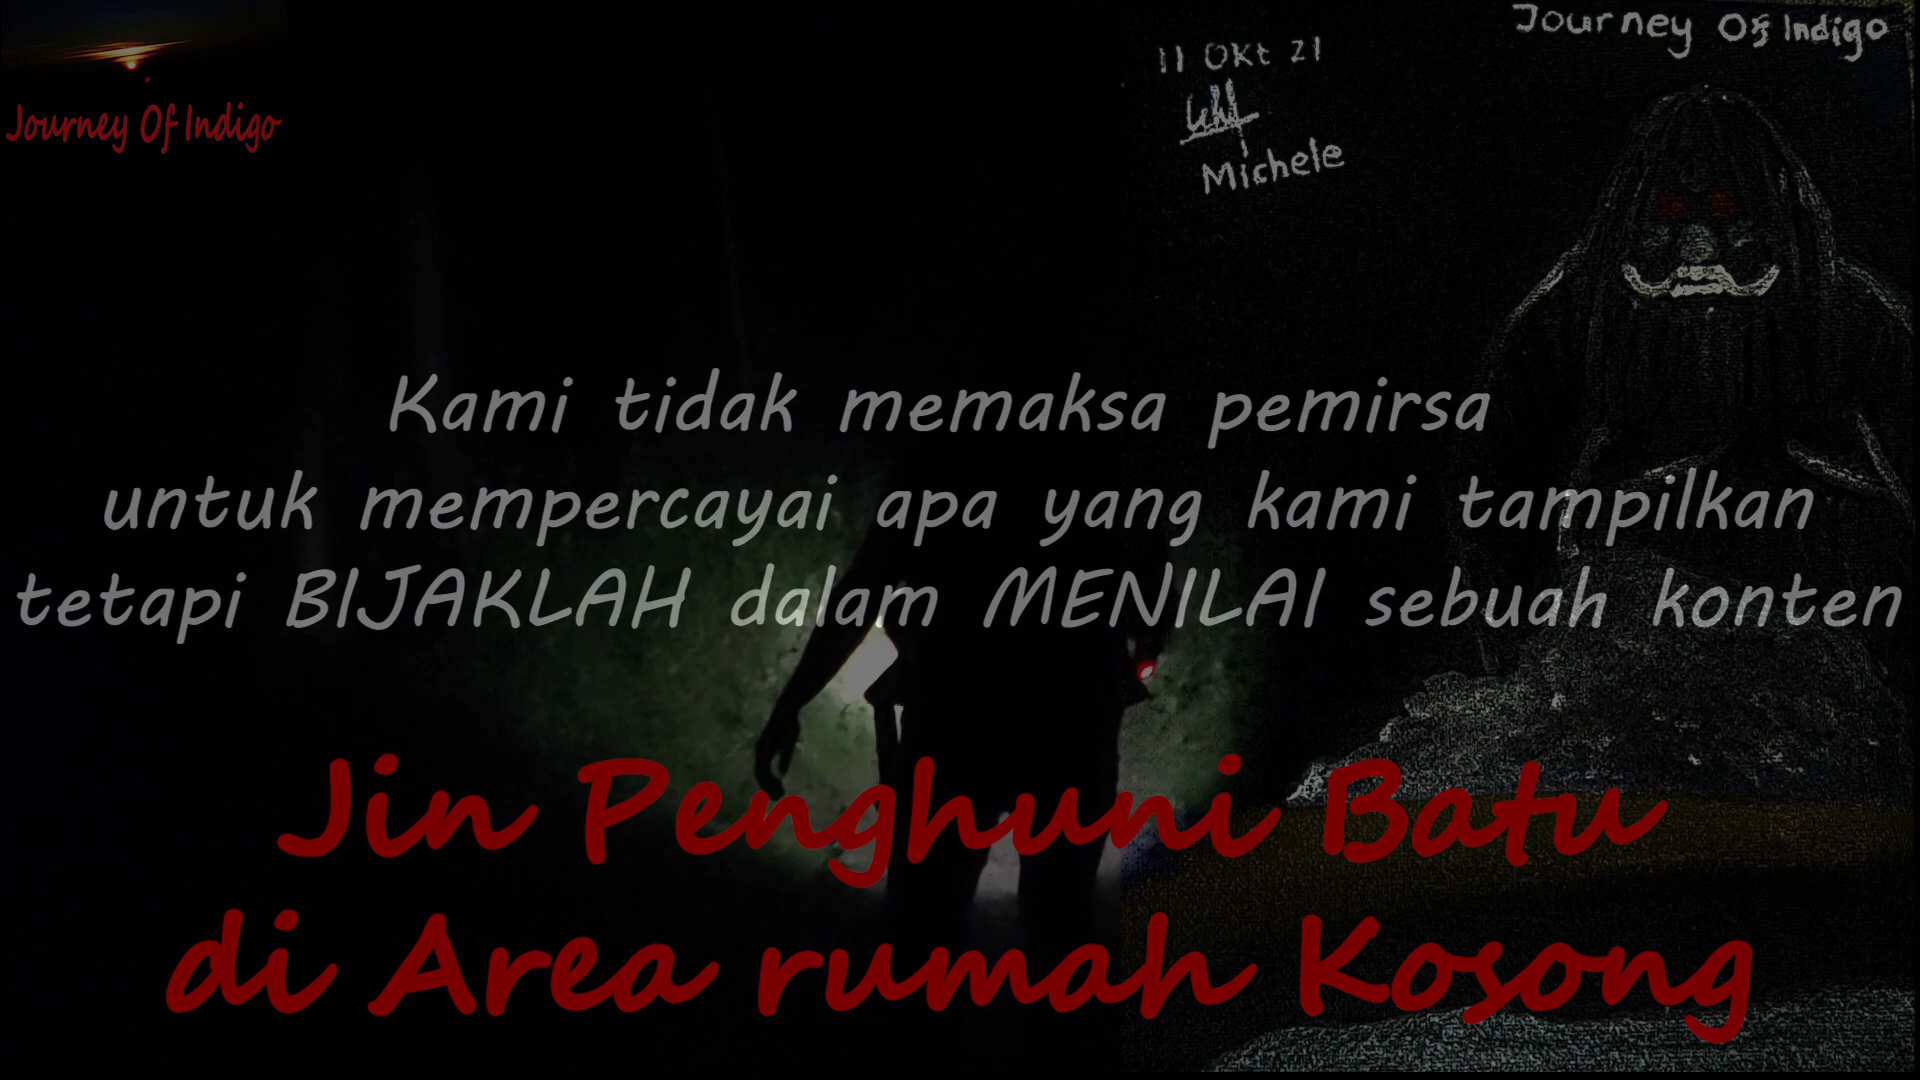 Journey Of Indigo
Journey Of Indigo
11 Okt 21
Michele
Kami tidak memaksa pemirsa
untuk mempercayai apa yang kami tampilkan
tetapi BIJAKLAH dalam MENILAI sebuah konten
Jin Penghuni Batu
di Area rumah Kosong